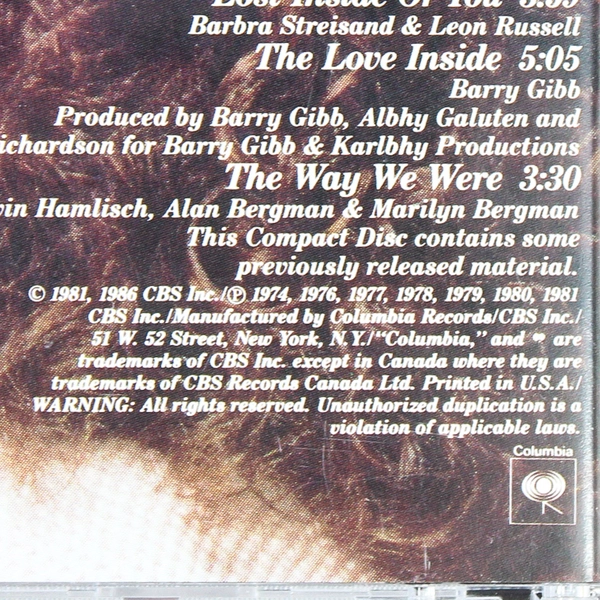 Lost Inside Of You
Barbra Streisand & Leon Russell
The Love Inside 5:05
Barry Gibb
Produced by Barry Gibb, Albhy Galuten and
ichardson for Barry Gibb & Karlbhy Productions
The Way We Were 3:30
vin Hamlisch, Alan Bergman & Marilyn Bergman
This Compact Disc contains some
previously released material.
© 1981, 1986 CBS Inc./℗ 1974, 1976, 1977, 1978, 1979, 1980, 1981
CBS Inc./Manufactured by Columbia Records/CBS Inc./
51 W. 52 Street, New York, N.Y./"Columbia," and are
trademarks of CBS Inc. except in Canada where they are
trademarks of CBS Records Canada Ltd. Printed in U.S.A./
WARNING: All rights reserved. Unauthorized duplication is a
violation of applicable laws.
Columbia